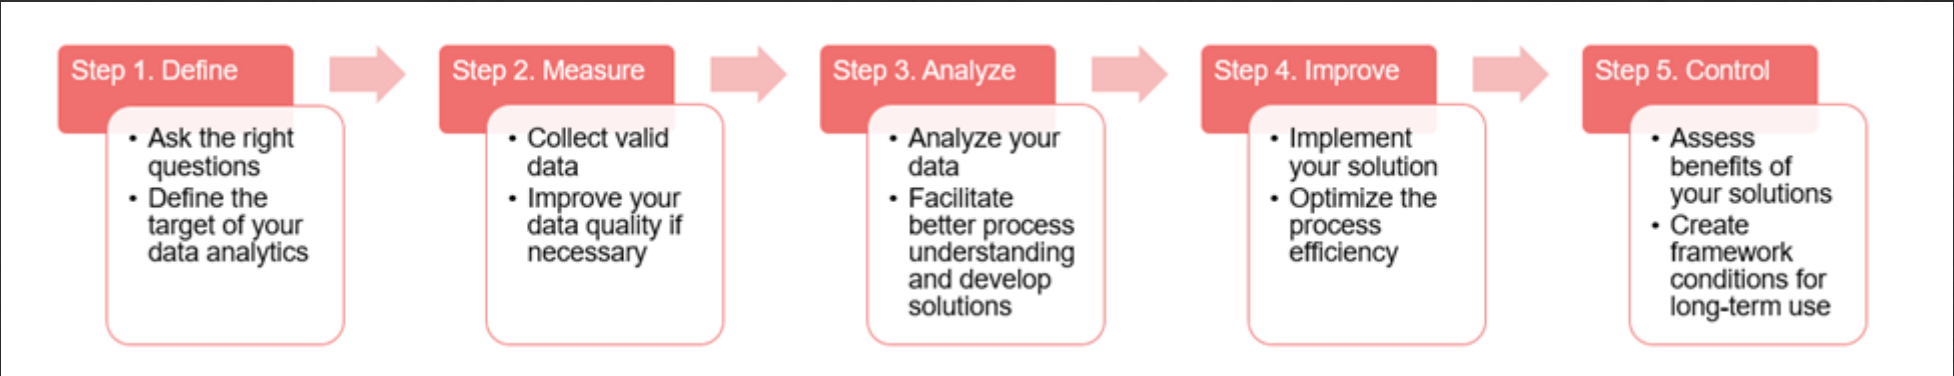 Step 1. Define
• Ask the right
questions
• Define the
target of your
data analytics
Step 2. Measure
• Collect valid
data
• Improve your
data quality if
necessary
Step 3. Analyze
• Analyze your
data
• Facilitate
better process
understanding
and develop
solutions
Step 4. Improve
• Implement
your solution
• Optimize the
process
efficiency
Step 5. Control
• Assess
benefits of
your solutions
• Create
framework
conditions for
long-term use